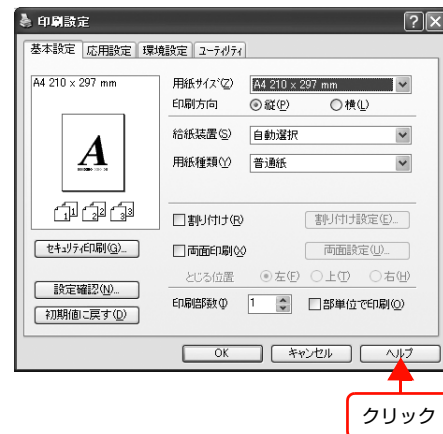 印刷設定
基本設定 応用設定 環境設定 ユーティリティ
A4 210 x 297 mm
用紙サイズ(Z) A4 210 x 297 mm
印刷方向 縦(P) 横(L)
給紙装置(S) 自動選択
用紙種類(Y) 普通紙
A
1 1 2 2 3 3
割り付け(R) 割り付け設定(E)...
セキュリティ印刷(G)... 両面印刷(X) 両面設定(U)...
とじる位置 左(F) 上(T) 右(H)
設定確認(N)...
印刷部数(I) 1 部単位で印刷(O)
初期値に戻す(D)
OK キャンセル ヘルプ
クリック